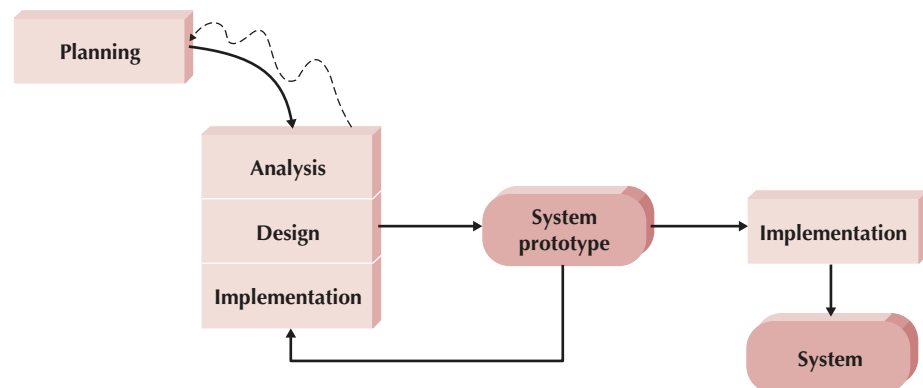 Planning
Analysis
Design
Implementation
System
prototype
Implementation
System